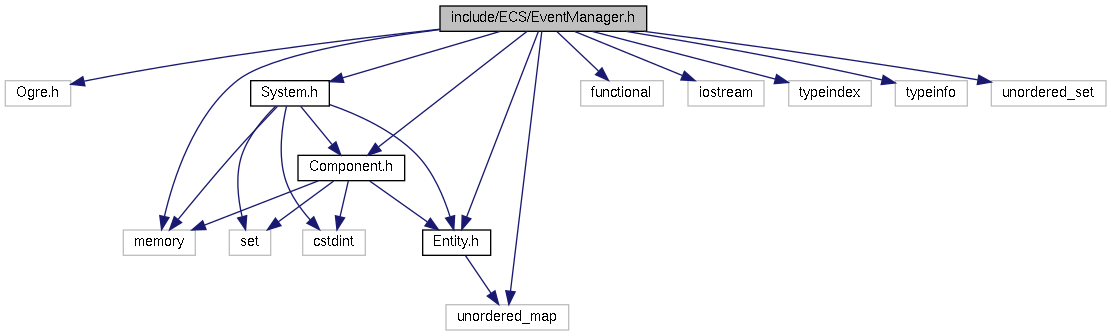 include/ECS/EventManager.h
Ogre.h
System.h
functional
iostream
typeindex
typeinfo
unordered_set
Component.h
memory
set
cstdint
Entity.h
unordered_map